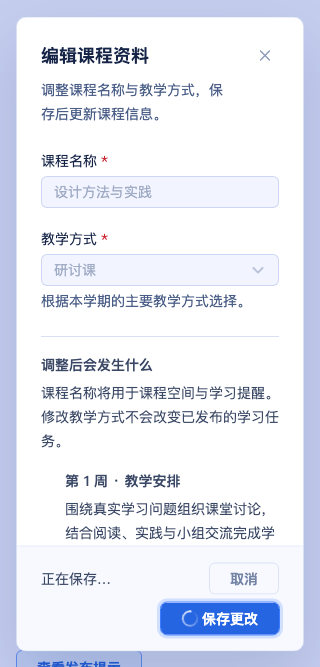 编辑课程资料
调整课程名称与教学方式，保
存后更新课程信息。
课程名称 *
设计方法与实践
教学方式 *
研讨课
根据本学期的主要教学方式选择。
调整后会发生什么
课程名称将用于课程空间与学习提醒。
修改教学方式不会改变已发布的学习任
务。
第 1 周 · 教学安排
围绕真实学习问题组织课堂讨论，
结合阅读、实践与小组交流完成学
正在保存…
取消
保存更改
查看发布提示